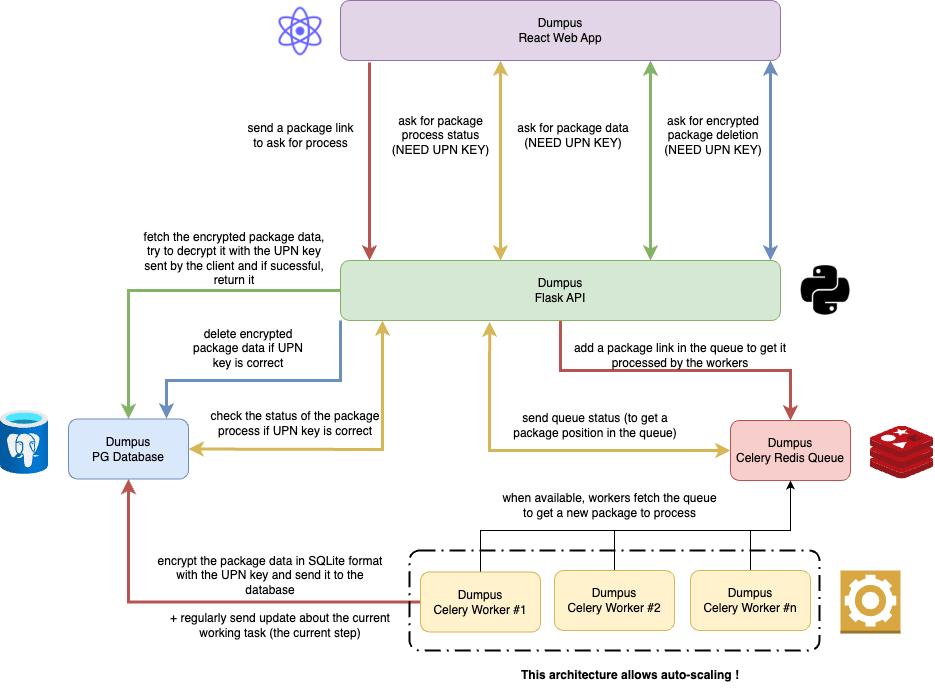 Dumpus
React Web App
send a package link
to ask for process
ask for package
process status
(NEED UPN KEY)
ask for package data
(NEED UPN KEY)
ask for encrypted
package deletion
(NEED UPN KEY)
fetch the encrypted package data,
try to decrypt it with the UPN key
sent by the client and if sucessful,
return it
Dumpus
Flask API
delete encrypted
package data if UPN
key is correct
add a package link in the queue to get it
processed by the workers
check the status of the package
process if UPN key is correct
send queue status (to get a
package position in the queue)
Dumpus
PG Database
Dumpus
Celery Redis Queue
when available, workers fetch the queue
to get a new package to process
encrypt the package data in SQLite format
with the UPN key and send it to the
database
+ regularly send update about the current
working task (the current step)
Dumpus
Celery Worker #1
Dumpus
Celery Worker #2
Dumpus
Celery Worker #n
This architecture allows auto-scaling !